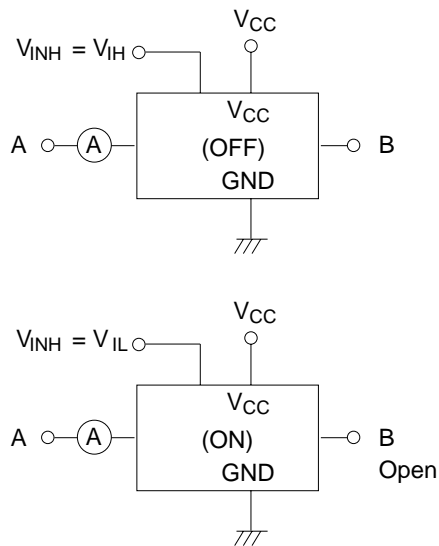 VCC
VINH = VIH
VCC
A A (OFF) B
GND
VCC
VINH = VIL
VCC
A A (ON) B
GND Open